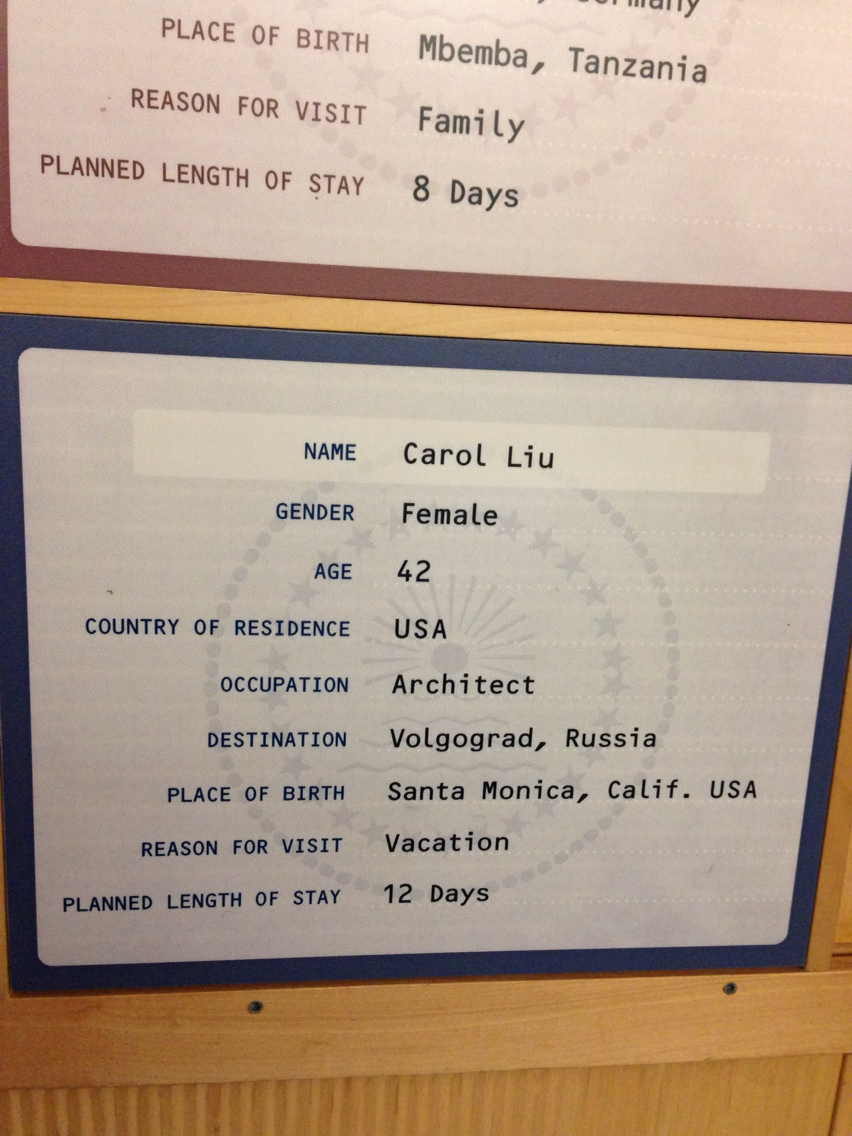 PLACE OF BIRTH Mbemba, Tanzania
REASON FOR VISIT Family
PLANNED LENGTH OF STAY 8 Days
NAME Carol Liu
GENDER Female
AGE 42
COUNTRY OF RESIDENCE USA
OCCUPATION Architect
DESTINATION Volgograd, Russia
PLACE OF BIRTH Santa Monica, Calif. USA
REASON FOR VISIT Vacation
PLANNED LENGTH OF STAY 12 Days